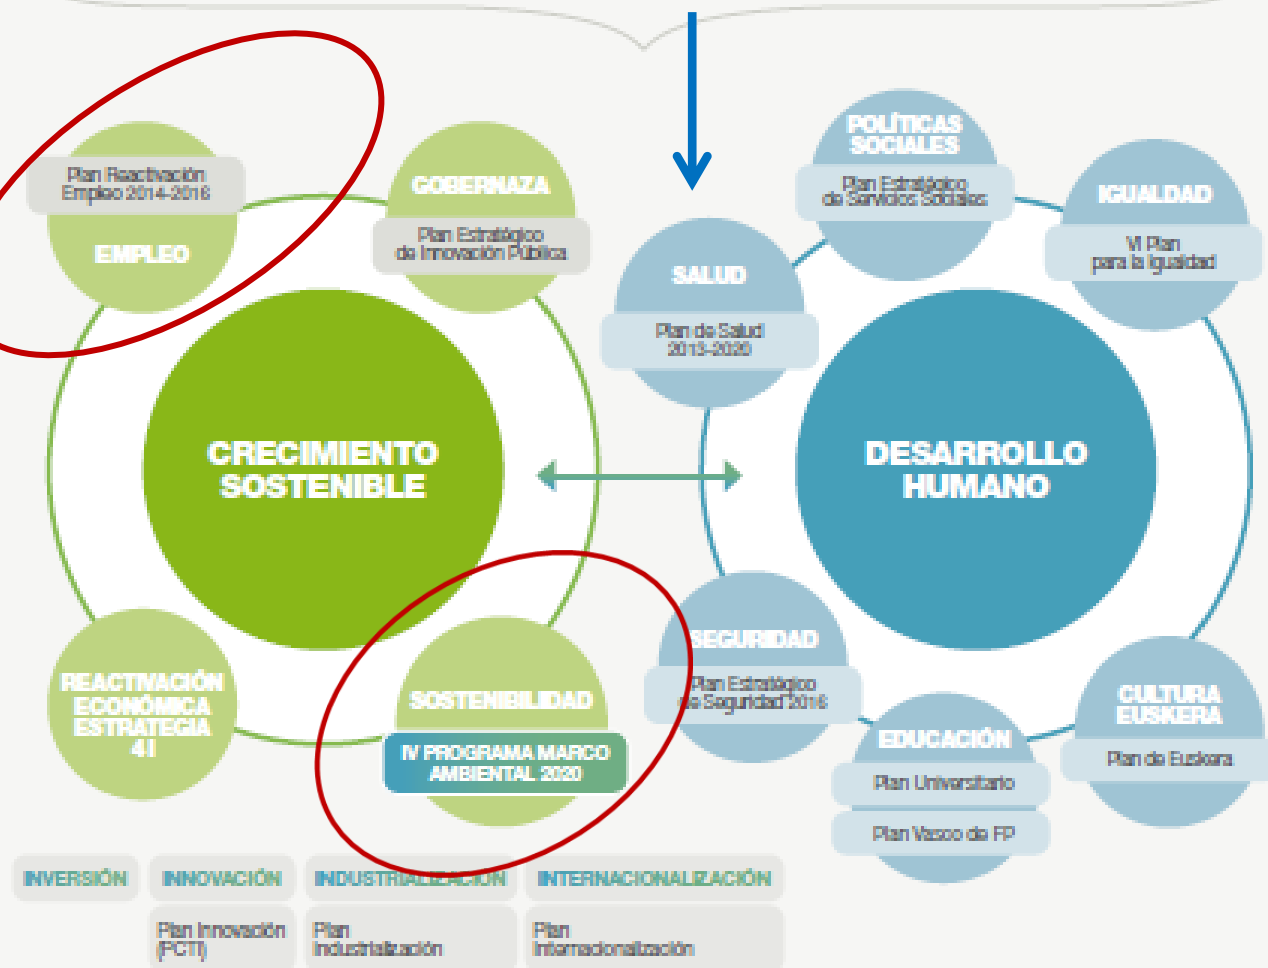 Plan Reactivación
Empleo 2014-2016
EMPLEO
GOBERNAZA
Plan Estratégico
de Innovación Pública
CRECIMIENTO
SOSTENIBLE
REACTIVACIÓN
ECONÓMICA
ESTRATEGIA
4 I
SOSTENIBILIDAD
IV PROGRAMA MARCO
AMBIENTAL 2020
POLÍTICAS
SOCIALES
Plan Estratégico
de Servicios Sociales
IGUALDAD
VI Plan
para la Igualdad
SALUD
Plan de Salud
2013-2020
DESARROLLO
HUMANO
SEGURIDAD
Plan Estratégico
de Seguridad 2016
EDUCACIÓN
Plan Universitario
Plan Vasco de FP
CULTURA
EUSKERA
Plan de Euskera
INVERSIÓN
INNOVACIÓN
INDUSTRIALIZACIÓN
INTERNACIONALIZACIÓN
Plan Innovación
(PCTI)
Plan
Industrialización
Plan
Internacionalización